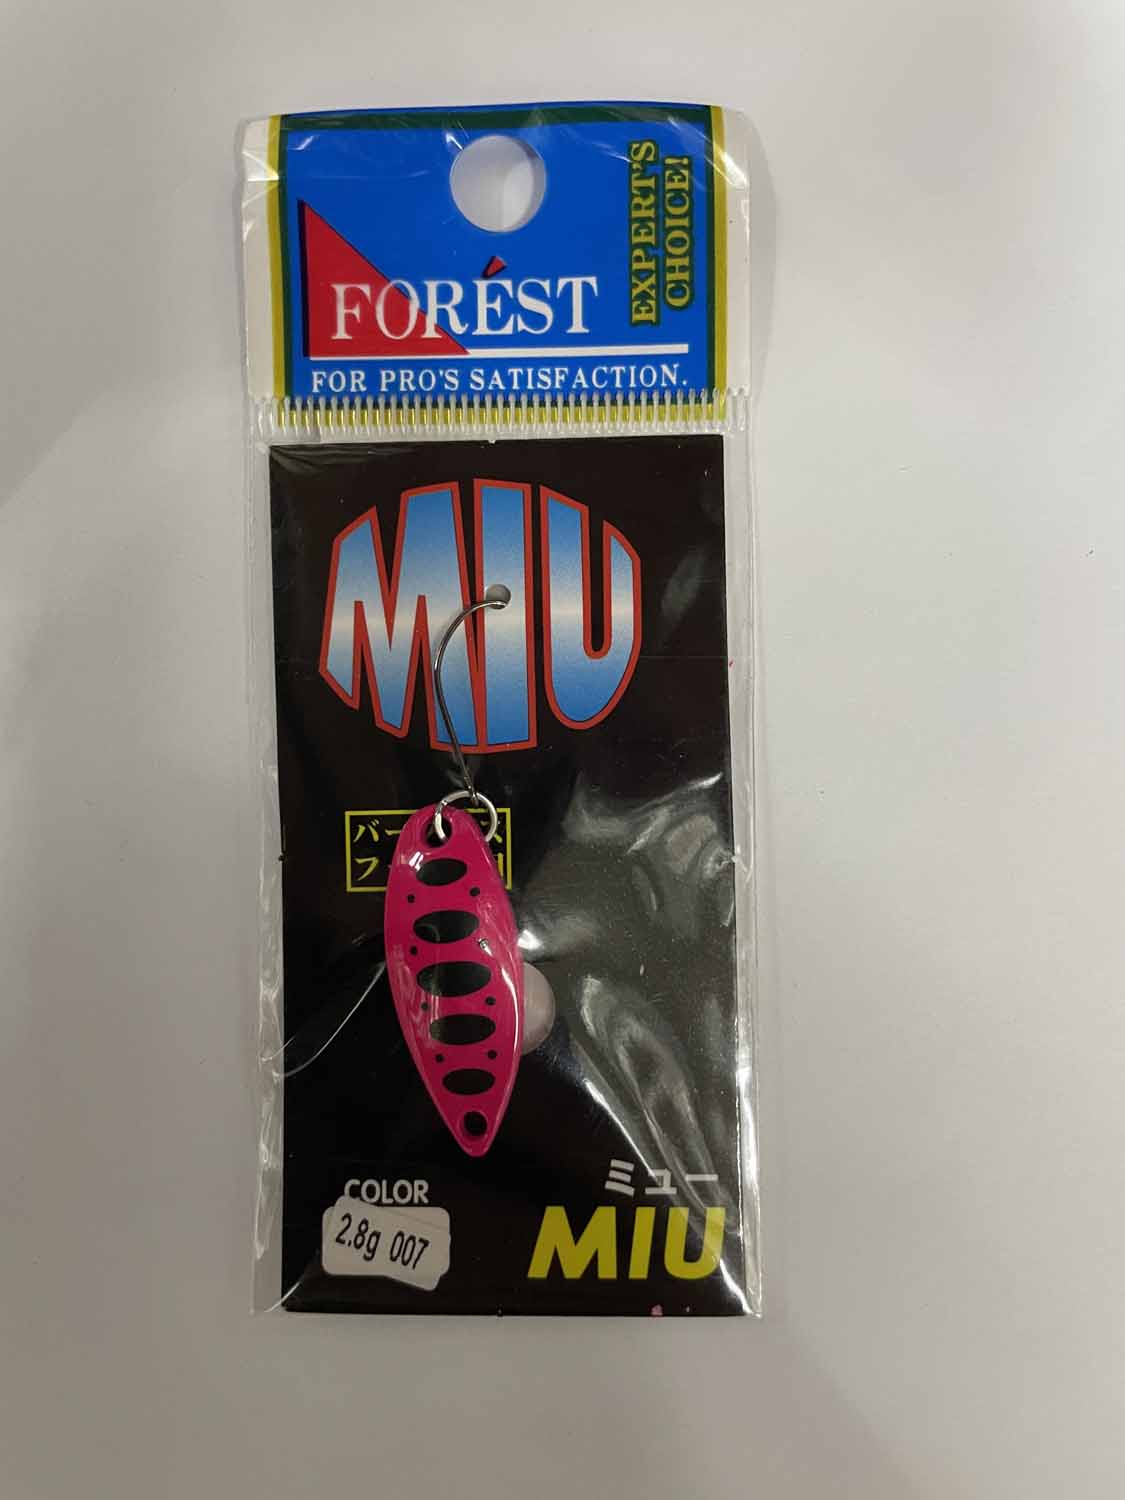 EXPERT'S
CHOICE!
FORÉST
FOR PRO'S SATISFACTION.
MIU
COLOR
2.8g 007
ミュー
MIU